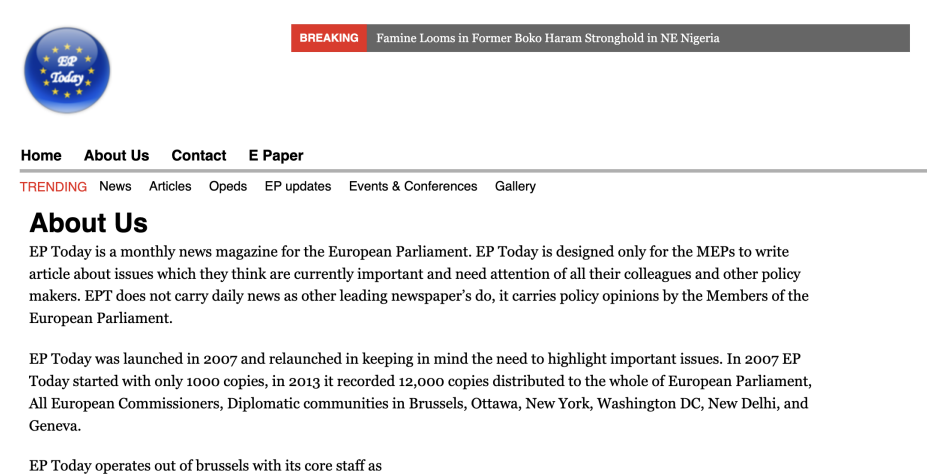 BREAKING Famine Looms in Former Boko Haram Stronghold in NE Nigeria
EP
Today
Home About Us Contact E Paper
TRENDING News Articles Opeds EP updates Events & Conferences Gallery
About Us
EP Today is a monthly news magazine for the European Parliament. EP Today is designed only for the MEPs to write
article about issues which they think are currently important and need attention of all their colleagues and other policy
makers. EPT does not carry daily news as other leading newspaper's do, it carries policy opinions by the Members of the
European Parliament.
EP Today was launched in 2007 and relaunched in keeping in mind the need to highlight important issues. In 2007 EP
Today started with only 1000 copies, in 2013 it recorded 12,000 copies distributed to the whole of European Parliament,
All European Commissioners, Diplomatic communities in Brussels, Ottawa, New York, Washington DC, New Delhi, and
Geneva.
EP Today operates out of brussels with its core staff as